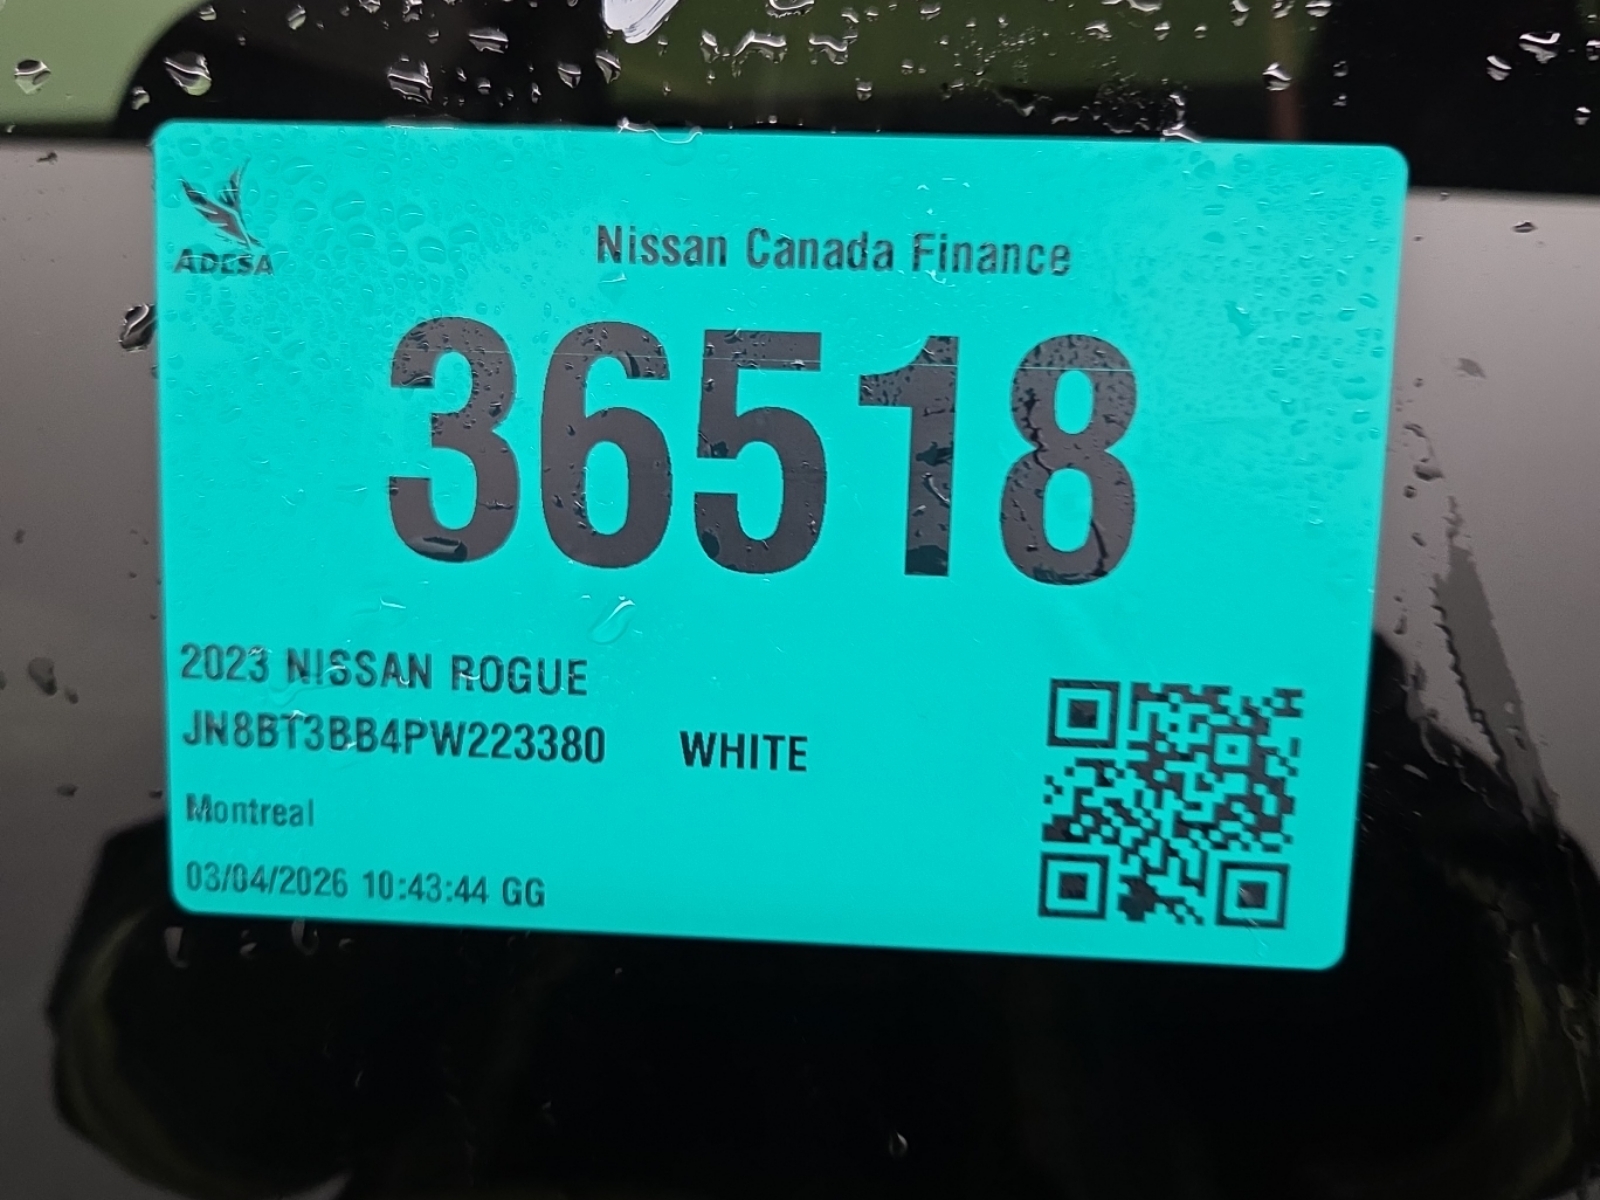 ADESA
Nissan Canada Finance
36518
2023 NISSAN ROGUE
JN8BT3BB4PW223380 WHITE
Montreal
03/04/2026 10:43:44 GG